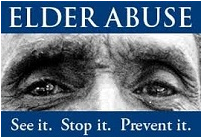 ELDER ABUSE
See it. Stop it. Prevent it.